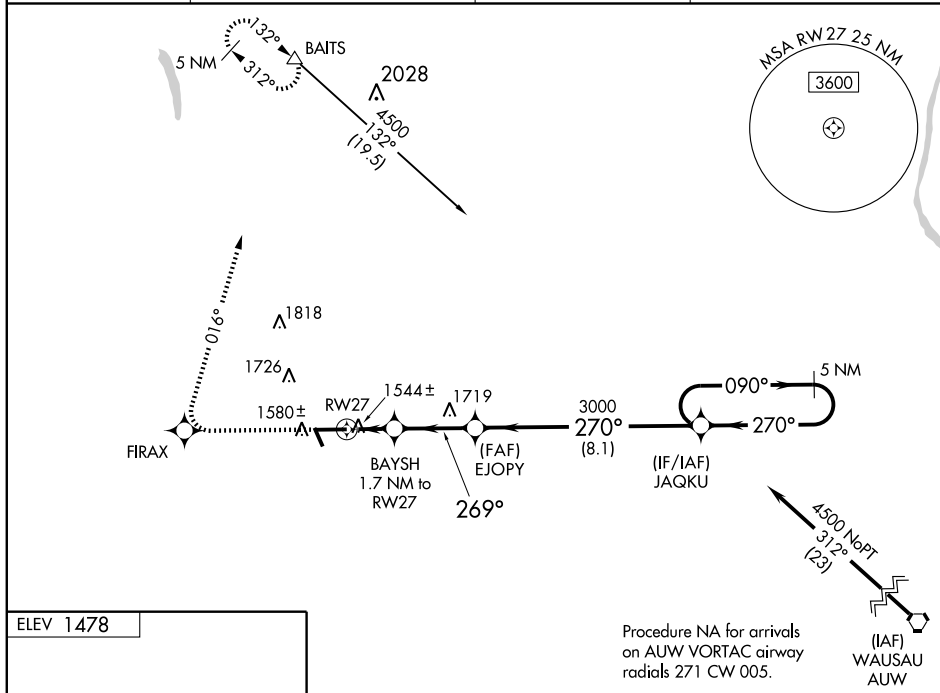 132°
BAITS
5 NM
312°
2028
4500
132°
(19.5)
MSA RW27 25 NM
3600
016°
1818
1726
1580±
RW27
1544±
1719
3000
270°
(8.1)
090°
5 NM
270°
FIRAX
BAYSH
1.7 NM to
RW27
(FAF)
EJOPY
269°
(IF/IAF)
JAQKU
4500 NoPT
312°
(23)
ELEV 1478
Procedure NA for arrivals
on AUW VORTAC airway
radials 271 CW 005.
(IAF)
WAUSAU
AUW